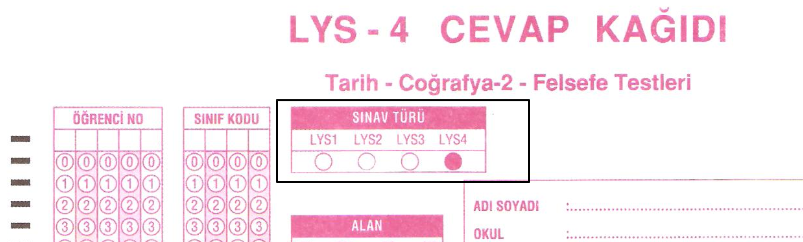 LYS - 4 CEVAP KAĞIDI
Tarih - Coğrafya-2 - Felsefe Testleri
ÖĞRENCİ NO
SINIF KODU
SINAV TÜRÜ
LYS1 LYS2 LYS3 LYS4
0 0 0 0 0 0 0 0 0
1 1 1 1 1 1 1 1 1
2 2 2 2 2 2 2 2 2
3 3 3 3 3 3 3 3 3
ALAN
ADI SOYADI :
OKUL :